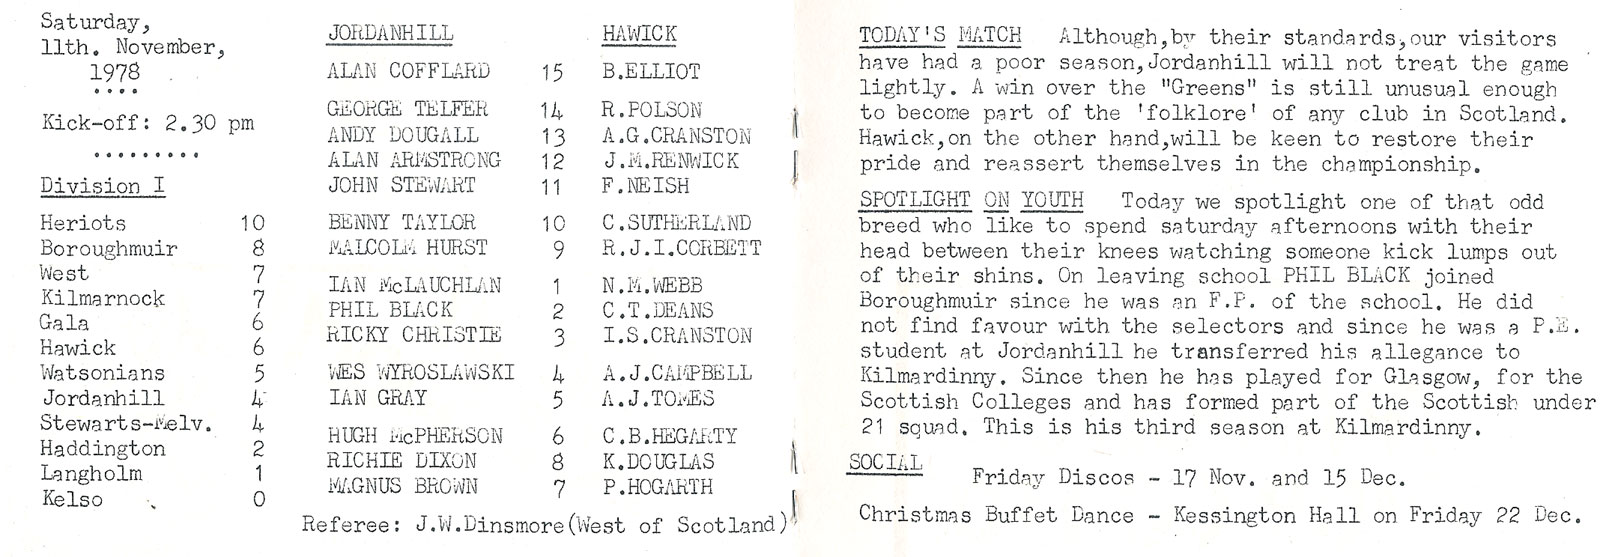 Saturday,
11th. November,
1978
....
Kick-off: 2.30 pm
.........
Division I
Heriots 10
Boroughmuir 8
West 7
Kilmarnock 7
Gala 6
Hawick 6
Watsonians 5
Jordanhill 4
Stewarts-Melv. 4
Haddington 2
Langholm 1
Kelso 0
JORDANHILL HAWICK
ALAN COFFLARD 15 B.ELLIOT
GEORGE TELFER 14 R.POLSON
ANDY DOUGALL 13 A.G.CRANSTON
ALAN ARMSTRONG 12 J.M.RENWICK
JOHN STEWART 11 F.NEISH
BENNY TAYLOR 10 C.SUTHERLAND
MALCOLM HURST 9 R.J.I.CORBETT
IAN McLAUCHLAN 1 N.M.WEBB
PHIL BLACK 2 C.T.DEANS
RICKY CHRISTIE 3 I.S.CRANSTON
WES WYROSLAWSKI 4 A.J.CAMPBELL
IAN GRAY 5 A.J.TOMES
HUGH McPHERSON 6 C.B.HEGARTY
RICHIE DIXON 8 K.DOUGLAS
MAGNUS BROWN 7 P.HOGARTH
Referee: J.W.Dinsmore(West of Scotland)
TODAY'S MATCH Although,by their standards,our visitors
have had a poor season,Jordanhill will not treat the game
lightly. A win over the "Greens" is still unusual enough
to become part of the 'folklore' of any club in Scotland.
Hawick,on the other hand,will be keen to restore their
pride and reassert themselves in the championship.
SPOTLIGHT ON YOUTH Today we spotlight one of that odd
breed who like to spend saturday afternoons with their
head between their knees watching someone kick lumps out
of their shins. On leaving school PHIL BLACK joined
Boroughmuir since he was an F.P. of the school. He did
not find favour with the selectors and since he was a P.E.
student at Jordanhill he transferred his allegance to
Kilmardinny. Since then he has played for Glasgow, for the
Scottish Colleges and has formed part of the Scottish under
21 squad. This is his third season at Kilmardinny.
SOCIAL
Friday Discos - 17 Nov. and 15 Dec.
Christmas Buffet Dance - Kessington Hall on Friday 22 Dec.